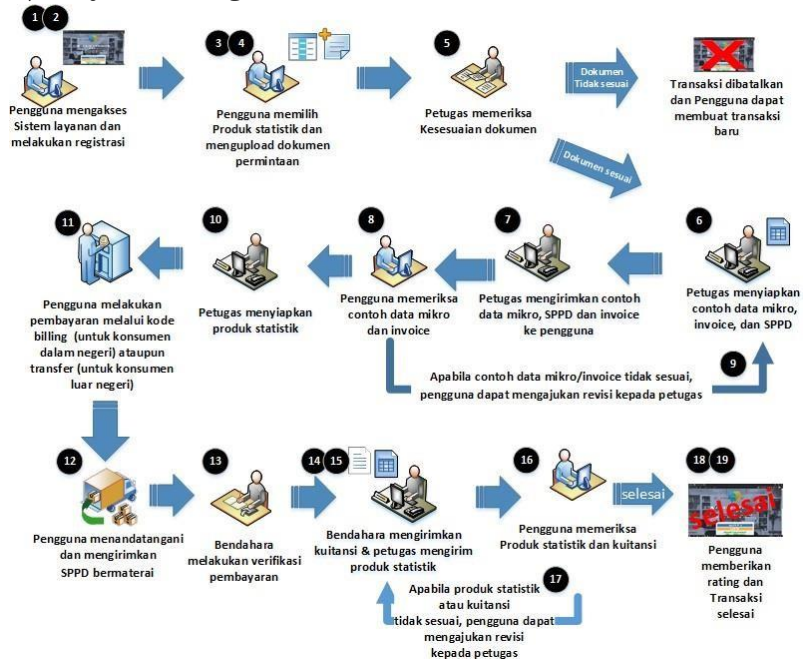 1 2
Pengguna mengakses
Sistem layanan dan
melakukan registrasi
3 4
Pengguna memilih
Produk statistik dan
mengupload dokumen
permintaan
5
Petugas memeriksa
Kesesuaian dokumen
Dokumen
Tidak sesuai
Transaksi dibatalkan
dan Pengguna dapat
membuat transaksi
baru
Dokumen sesuai
6
Petugas menyiapkan
contoh data mikro,
invoice, dan SPPD
7
Petugas mengirimkan contoh
data mikro, SPPD dan invoice
ke pengguna
8
Pengguna memeriksa
contoh data mikro
dan invoice
9
Apabila contoh data mikro/invoice tidak sesuai,
pengguna dapat mengajukan revisi kepada petugas
10
Petugas menyiapkan
produk statistik
11
Pengguna melakukan
pembayaran melalui kode
billing (untuk konsumen
dalam negeri) ataupun
transfer (untuk konsumen
luar negeri)
12
Pengguna menandatangani
dan mengirimkan
SPPD bermaterai
13
Bendahara
melakukan verifikasi
pembayaran
14 15
Bendahara mengirimkan
kuitansi & petugas mengirim
produk statistik
16
Pengguna memeriksa
Produk statistik dan kuitansi
17
Apabila produk statistik
atau kuitansi
tidak sesuai, pengguna dapat
mengajukan revisi
kepada petugas
selesai
18 19
selesai
Pengguna
memberikan
rating dan
Transaksi
selesai